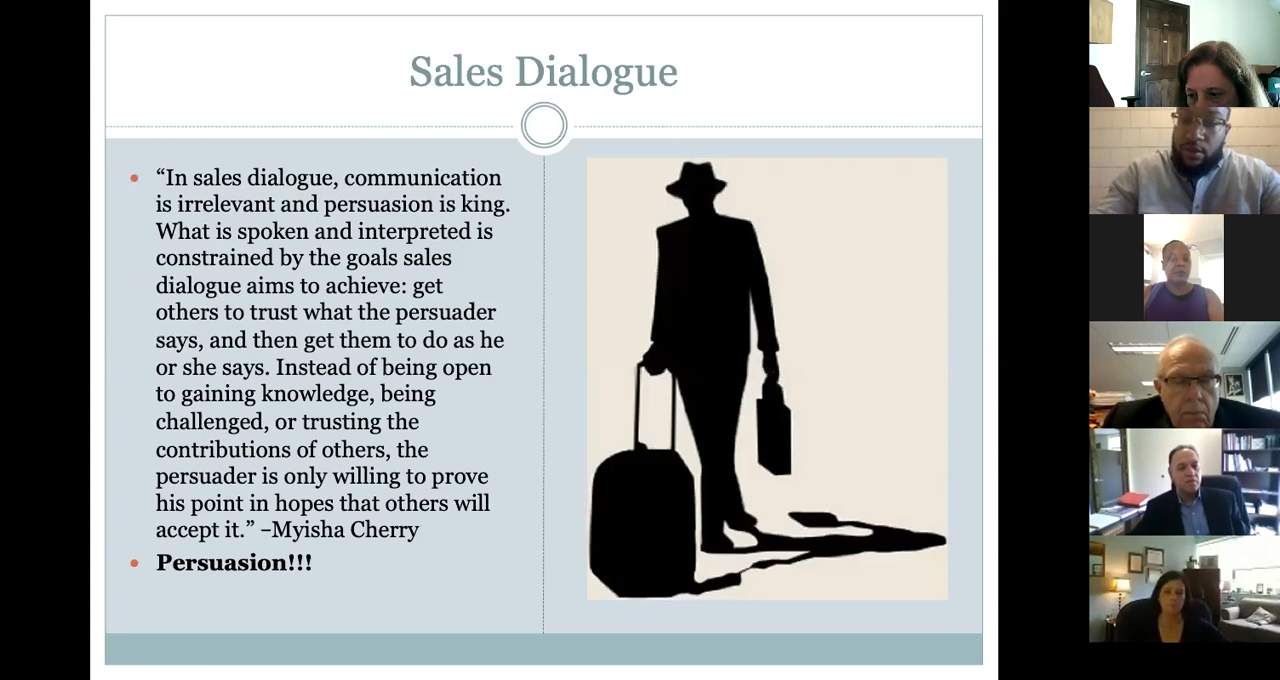 Sales Dialogue
“In sales dialogue, communication
is irrelevant and persuasion is king.
What is spoken and interpreted is
constrained by the goals sales
dialogue aims to achieve: get
others to trust what the persuader
says, and then get them to do as he
or she says. Instead of being open
to gaining knowledge, being
challenged, or trusting the
contributions of others, the
persuader is only willing to prove
his point in hopes that others will
accept it.” –Myisha Cherry
Persuasion!!!